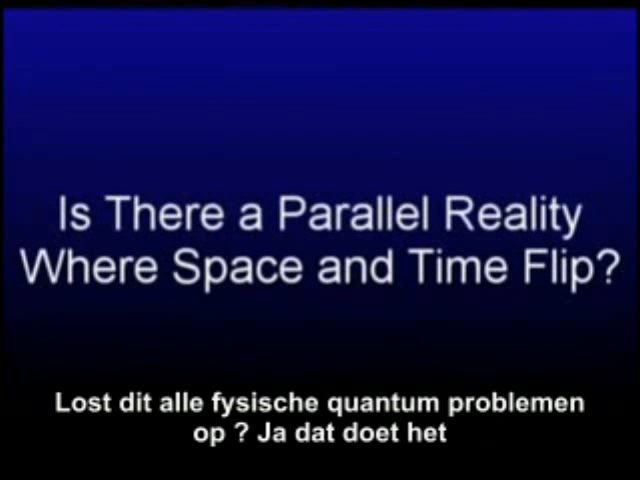 Is There a Parallel Reality
Where Space and Time Flip?
Lost dit alle fysische quantum problemen
op ? Ja dat doet het